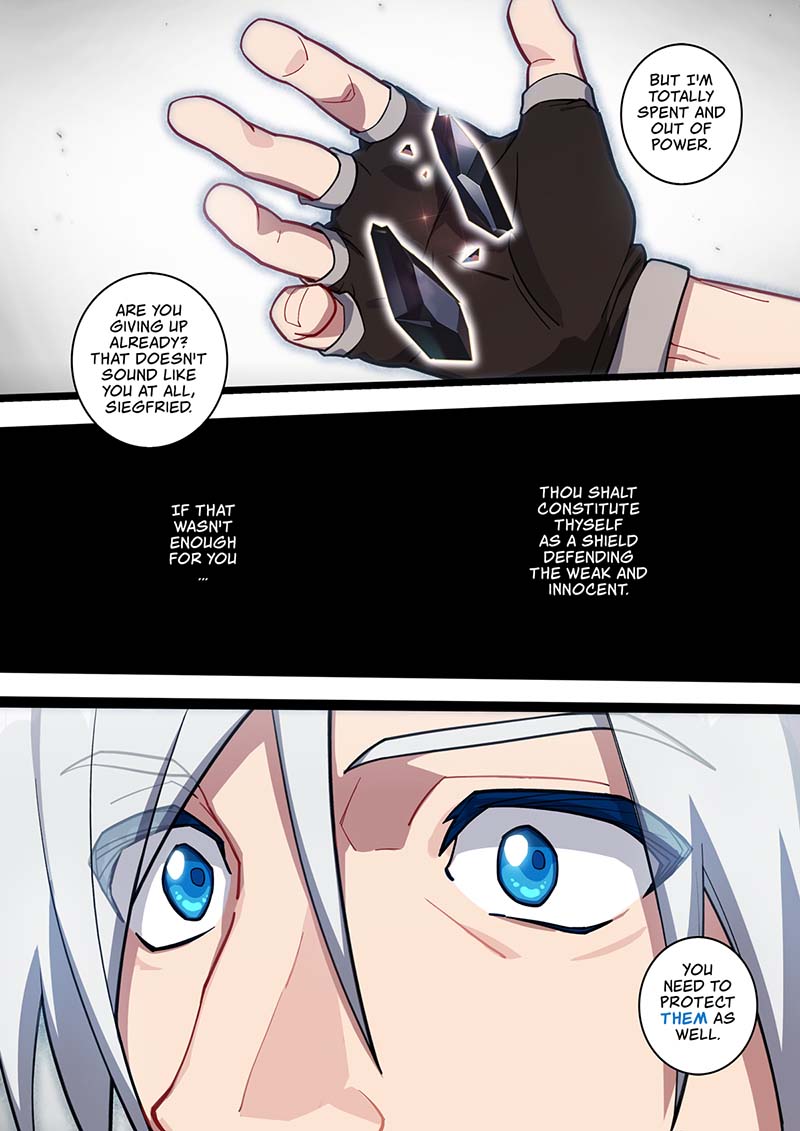 BUT I'M
TOTALLY
SPENT AND
OUT OF
POWER.
ARE YOU
GIVING UP
ALREADY?
THAT DOESN'T
SOUND LIKE
YOU AT ALL,
SIEGFRIED.
THOU SHALT
CONSTITUTE
THYSELF
AS A SHIELD
DEFENDING
THE WEAK AND
INNOCENT.
IF THAT
WASN'T
ENOUGH
FOR YOU
...
YOU
NEED TO
PROTECT
THEM AS
WELL.